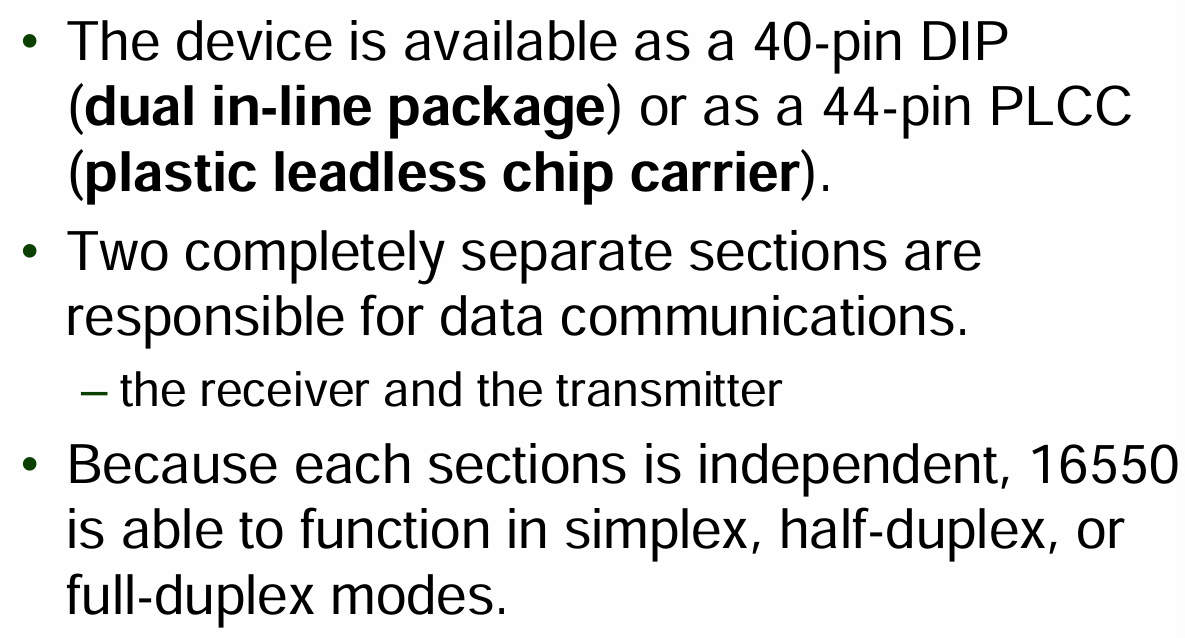 • The device is available as a 40-pin DIP
(dual in-line package) or as a 44-pin PLCC
(plastic leadless chip carrier).
• Two completely separate sections are
responsible for data communications.
– the receiver and the transmitter
• Because each sections is independent, 16550
is able to function in simplex, half-duplex, or
full-duplex modes.